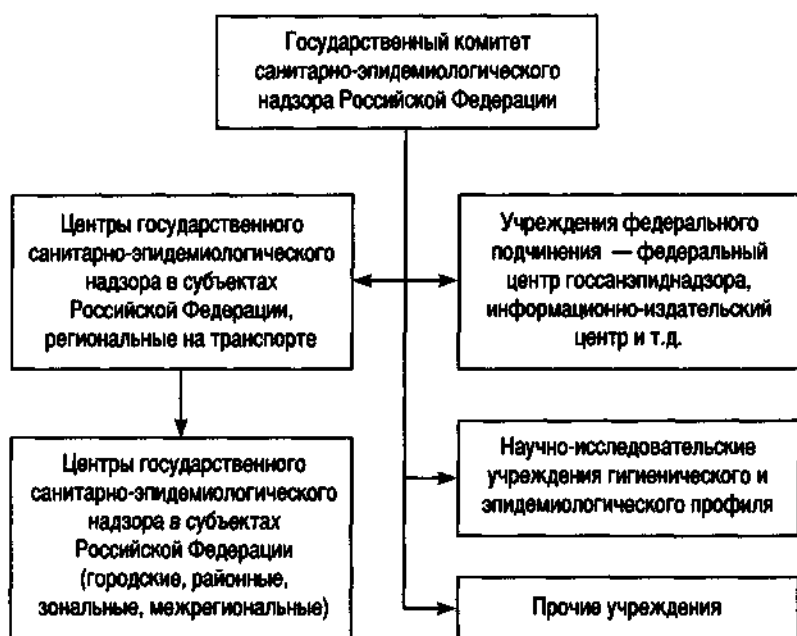 Государственный комитет
санитарно-эпидемиологического
надзора Российской Федерации
Центры государственного
санитарно-эпидемиологического
надзора в субъектах
Российской Федерации,
региональные на транспорте
Учреждения федерального
подчинения — федеральный
центр госсанэпиднадзора,
информационно-издательский
центр и т.д.
Центры государственного
санитарно-эпидемиологического
надзора в субъектах
Российской Федерации
(городские, районные,
зональные, межрегиональные)
Научно-исследовательские
учреждения гигиенического и
эпидемиологического профиля
Прочие учреждения